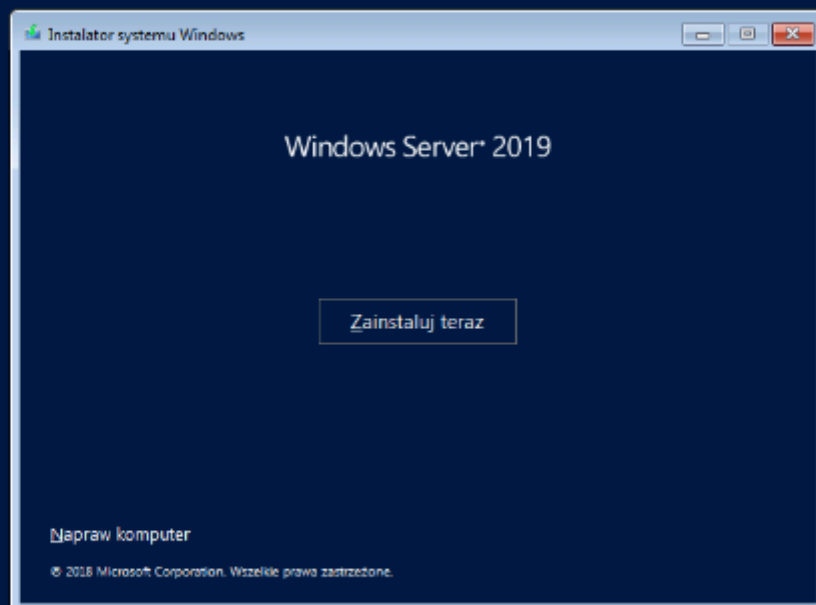 Instalator systemu Windows
Windows Server® 2019
Zainstaluj teraz
Napraw komputer
© 2018 Microsoft Corporation. Wszelkie prawa zastrzeżone.